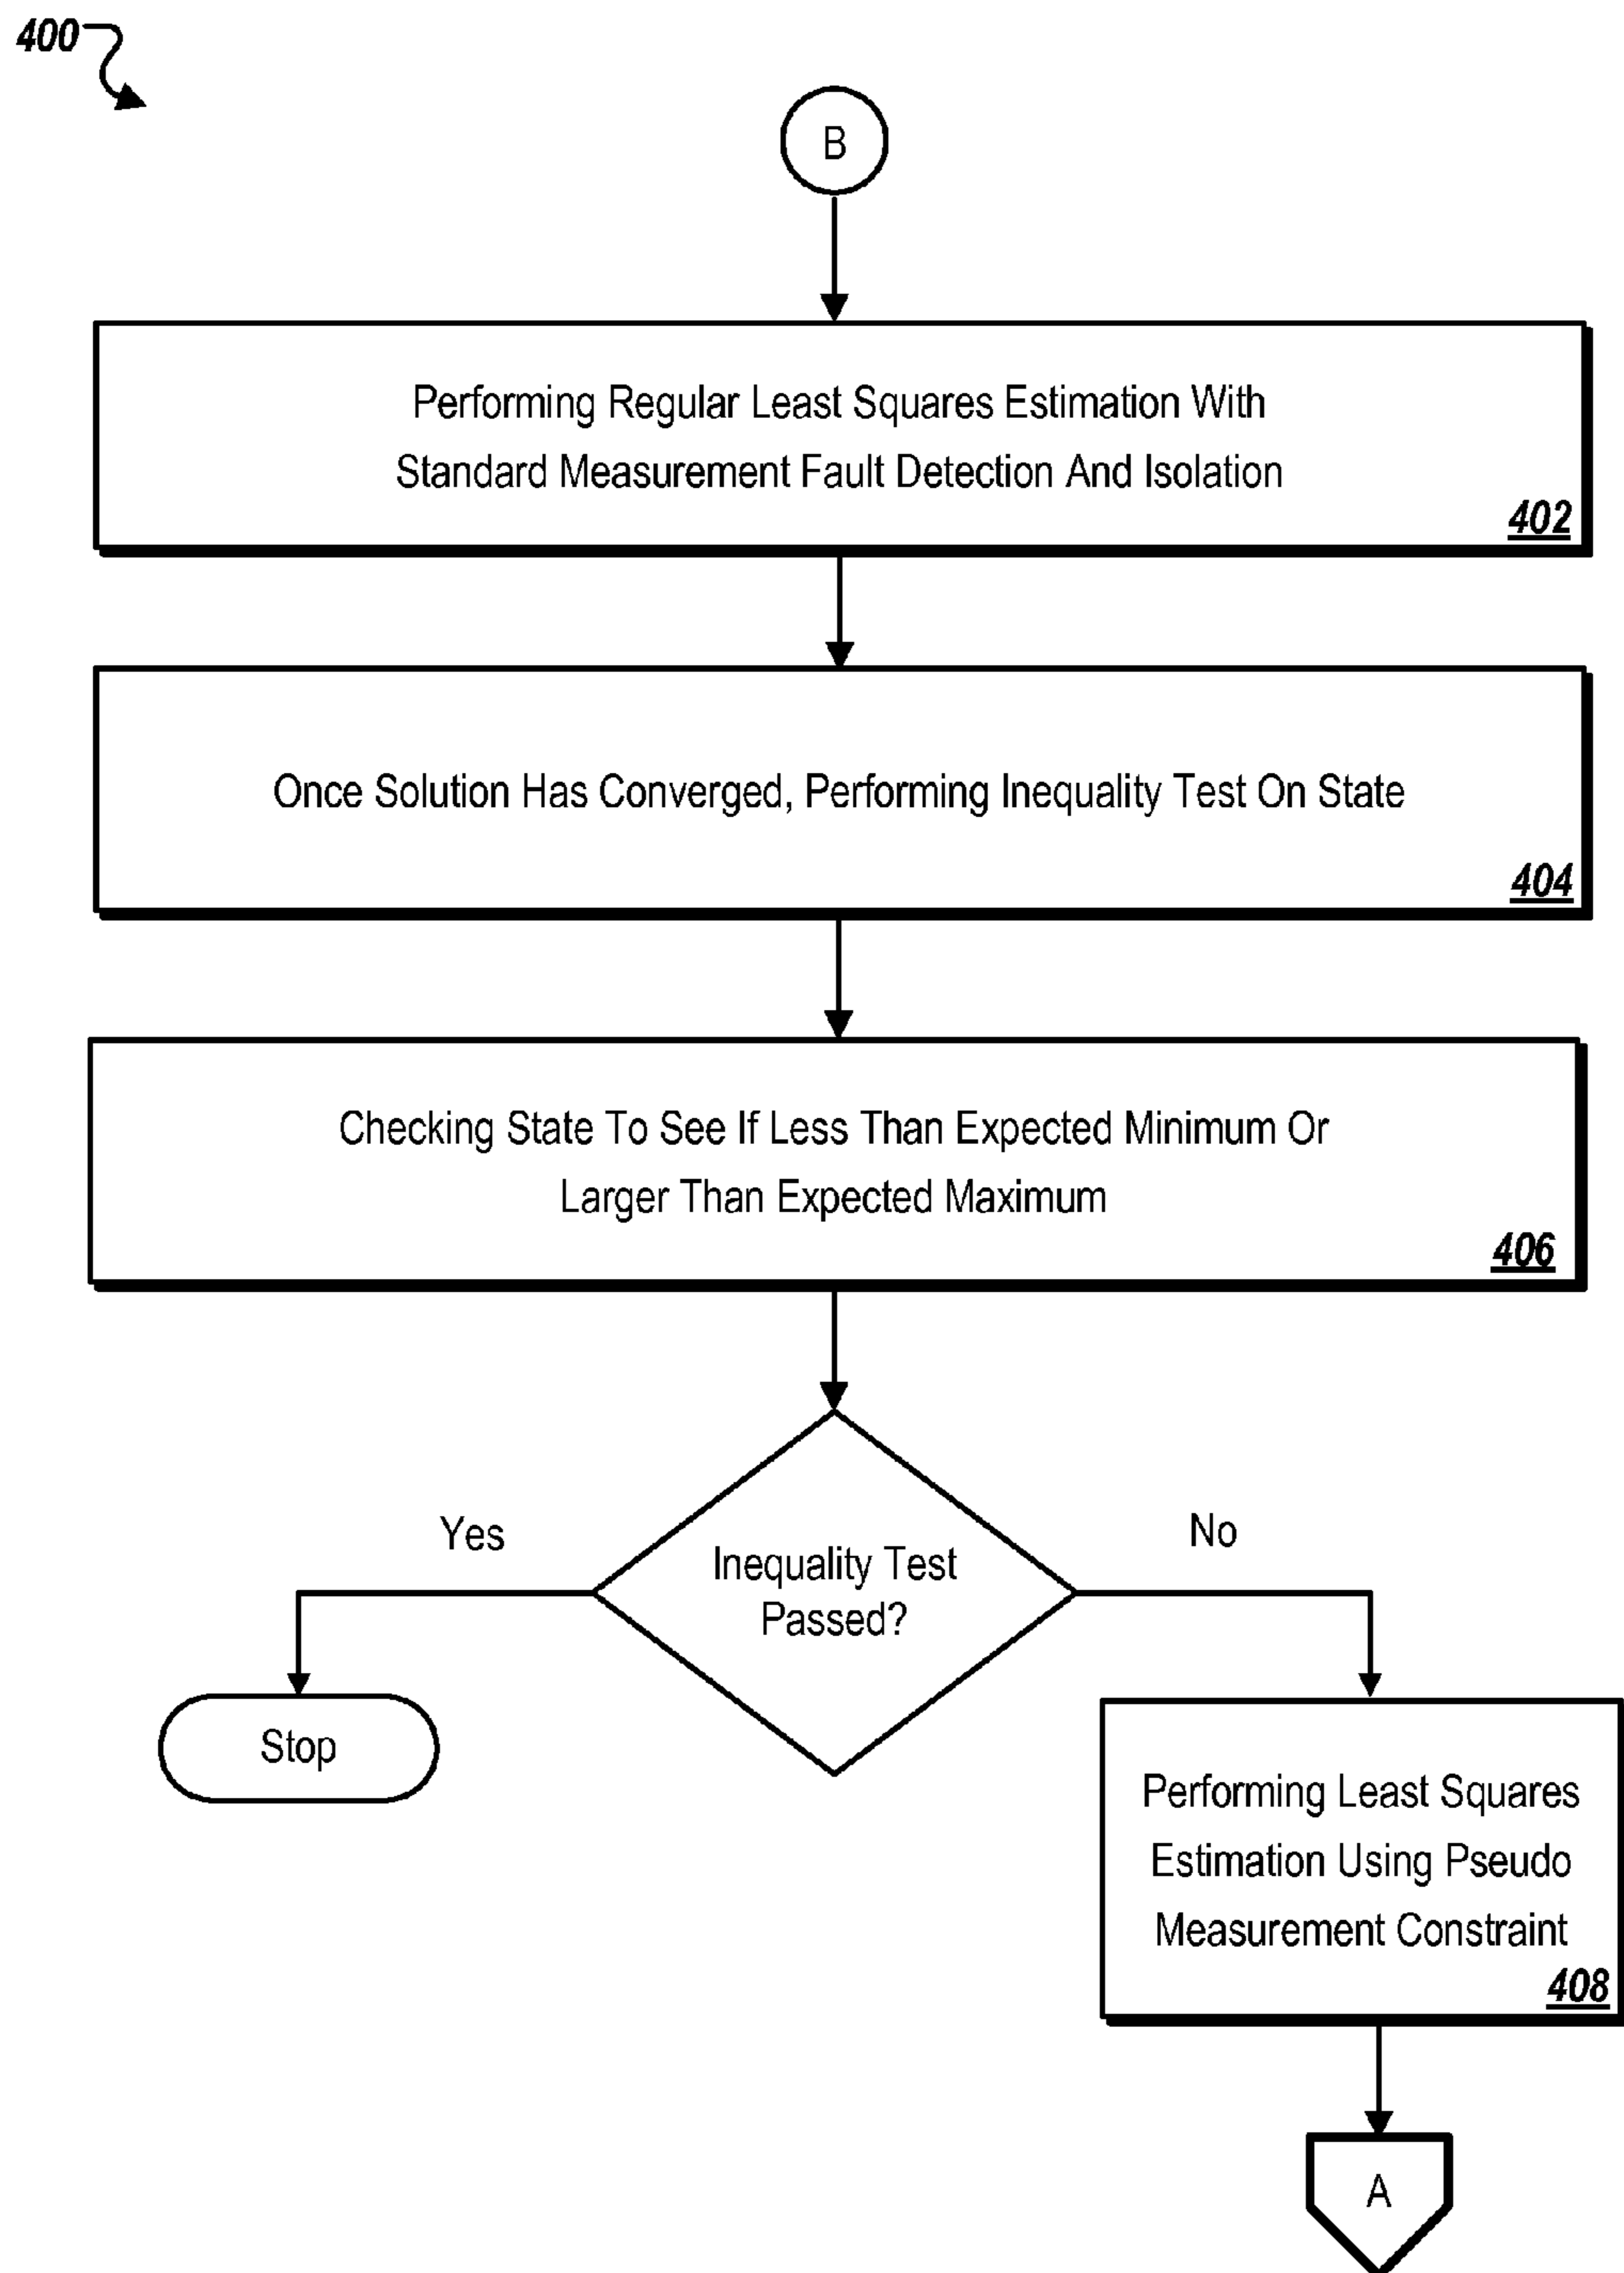 400
B
Performing Regular Least Squares Estimation With
Standard Measurement Fault Detection And Isolation
402
Once Solution Has Converged, Performing Inequality Test On State
404
Checking State To See If Less Than Expected Minimum Or
Larger Than Expected Maximum
406
Yes
No
Inequality Test
Passed?
Stop
Performing Least Squares
Estimation Using Pseudo
Measurement Constraint
408
A